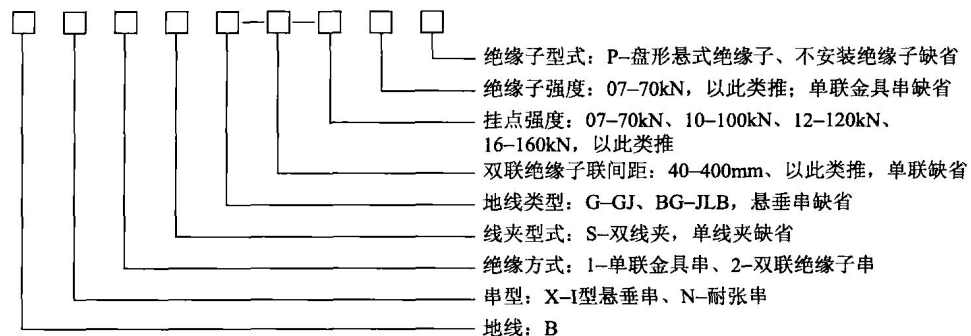 绝缘子型式：P–盘形悬式绝缘子、不安装绝缘子缺省
绝缘子强度：07–70kN，以此类推；单联金具串缺省
挂点强度：07–70kN、10–100kN、12–120kN、
16–160kN，以此类推
双联绝缘子联间距：40–400mm、以此类推，单联缺省
地线类型：G–GJ、BG–JLB，悬垂串缺省
线夹型式：S–双线夹，单线夹缺省
绝缘方式：1–单联金具串、2–双联绝缘子串
串型：X–I型悬垂串、N–耐张串
地线：B